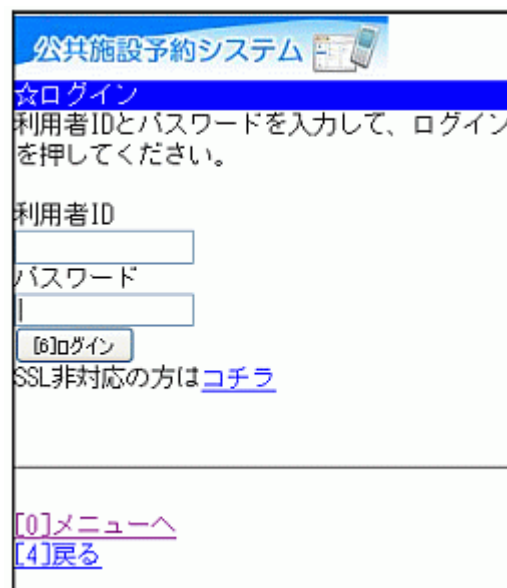 公共施設予約システム
☆ログイン
利用者IDとパスワードを入力して、ログイン
を押してください。
利用者ID
パスワード
[6]ログイン
SSL非対応の方はコチラ
[0]メニューへ
[4]戻る